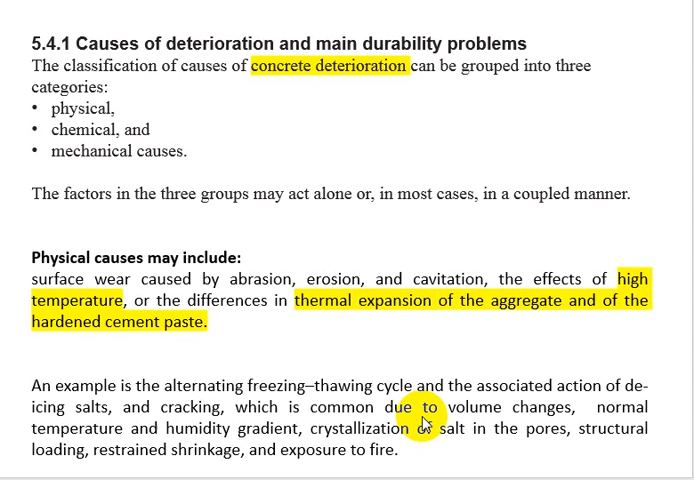 5.4.1 Causes of deterioration and main durability problems
The classification of causes of concrete deterioration can be grouped into three
categories:
• physical,
• chemical, and
• mechanical causes.
The factors in the three groups may act alone or, in most cases, in a coupled manner.
Physical causes may include:
surface wear caused by abrasion, erosion, and cavitation, the effects of high
temperature, or the differences in thermal expansion of the aggregate and of the
hardened cement paste.
An example is the alternating freezing–thawing cycle and the associated action of de-
icing salts, and cracking, which is common due to volume changes, normal
temperature and humidity gradient, crystallization of salt in the pores, structural
loading, restrained shrinkage, and exposure to fire.